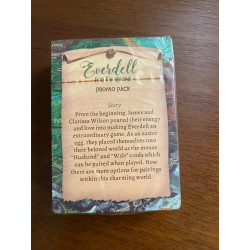 Everdell
PROMO PACK
Story
From the beginning, James and
Clarissa Wilson poured their energy
and love into making Everdell an
extraordinary game. As an easter
egg, they placed themselves into
their beloved world as the mouse
"Husband" and "Wife" cards which
can be paired when played. Now
there are more options for pairings
within this charming world.